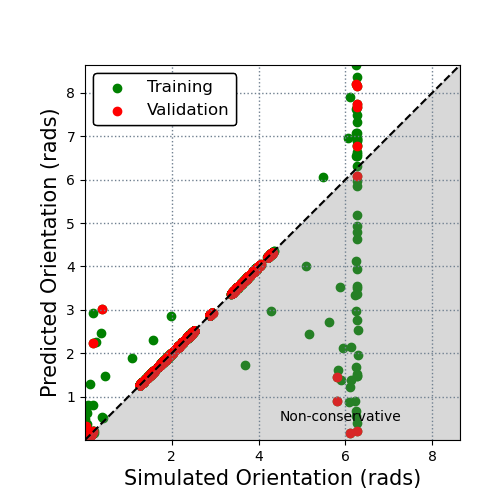 Training
Validation
8
7
6
5
4
3
2
1
Predicted Orientation (rads)
Non-conservative
2 4 6 8
Simulated Orientation (rads)